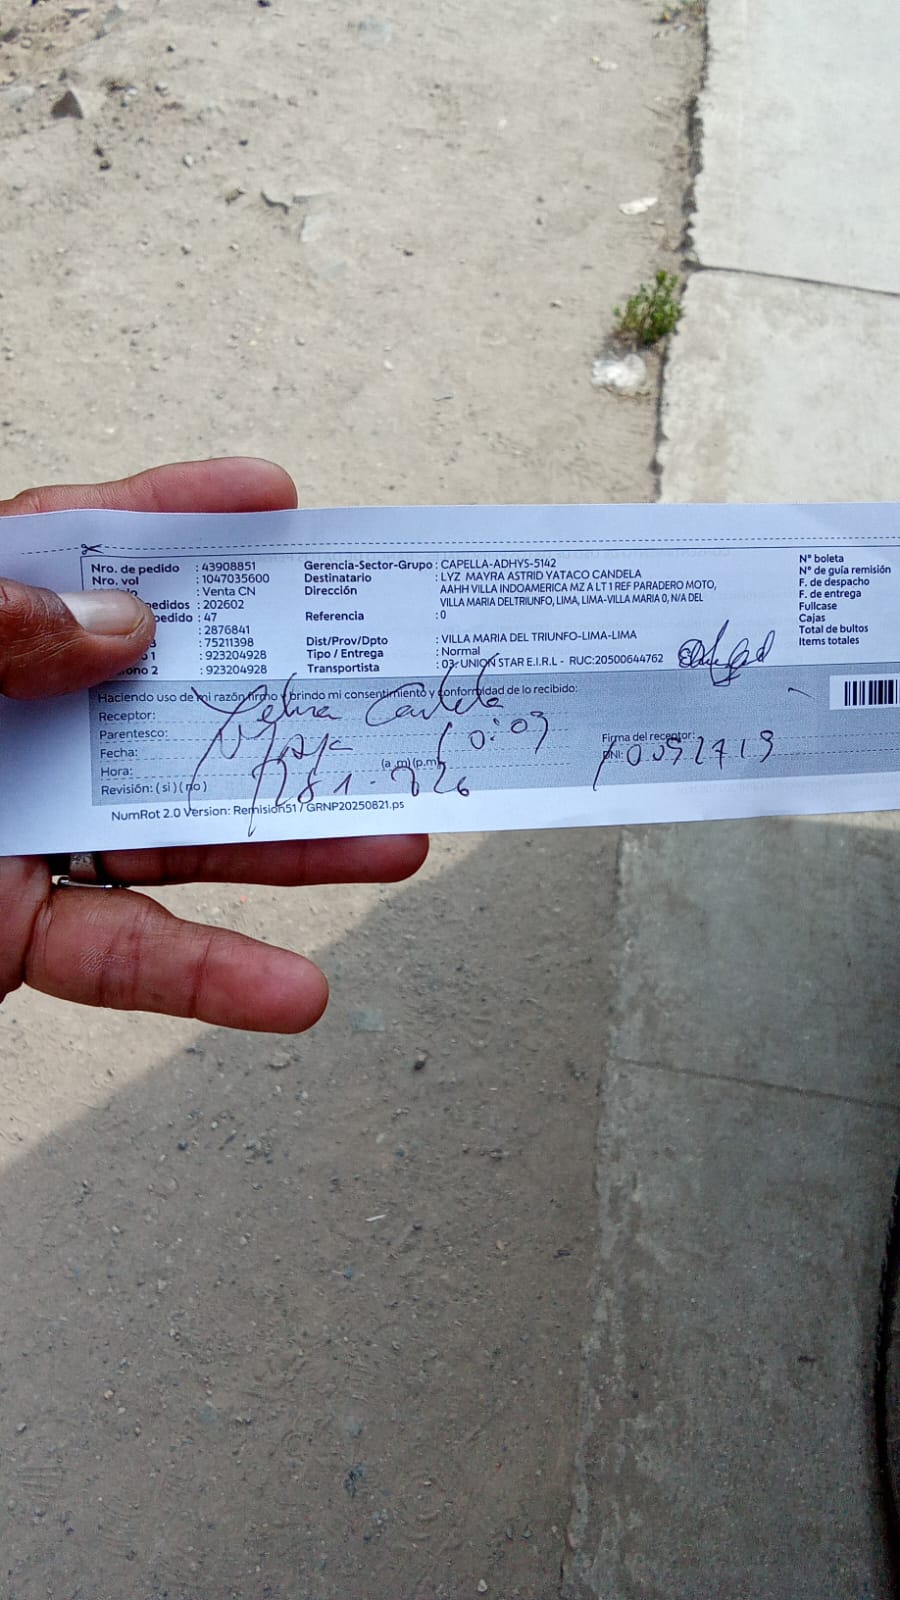 Nro. de pedido : 43908851
Nro. vol : 1047035600
: Venta CN
pedidos : 202602
pedido : 47
: 2876841
: 75211398
1 : 923204928
ono 2 : 923204928
Gerencia-Sector-Grupo : CAPELLA-ADHYS-5142
Destinatario : LYZ MAYRA ASTRID YATACO CANDELA
Dirección AAHH VILLA INDOAMERICA MZ A LT 1 REF PARADERO MOTO,
VILLA MARIA DELTRIUNFO, LIMA, LIMA-VILLA MARIA 0, N/A DEL
Referencia : 0
Dist/Prov/Dpto : VILLA MARIA DEL TRIUNFO-LIMA-LIMA
Tipo / Entrega : Normal
Transportista : 03- UNION STAR E.I.R.L - RUC:20500644762
N° boleta
N° de guía remisión
F. de despacho
F. de entrega
Fullcase
Cajas
Total de bultos
Items totales
Haciendo uso de mi razón firmo y brindo mi consentimiento y conformidad de lo recibido:
Receptor:
Parentesco:
Fecha: 10:03
Hora: (a.m)(p.m)
Revisión: ( si ) ( no )
Firma del receptor:
DNI:
NumRot 2.0 Version: Remision51 / GRNP20250821.ps